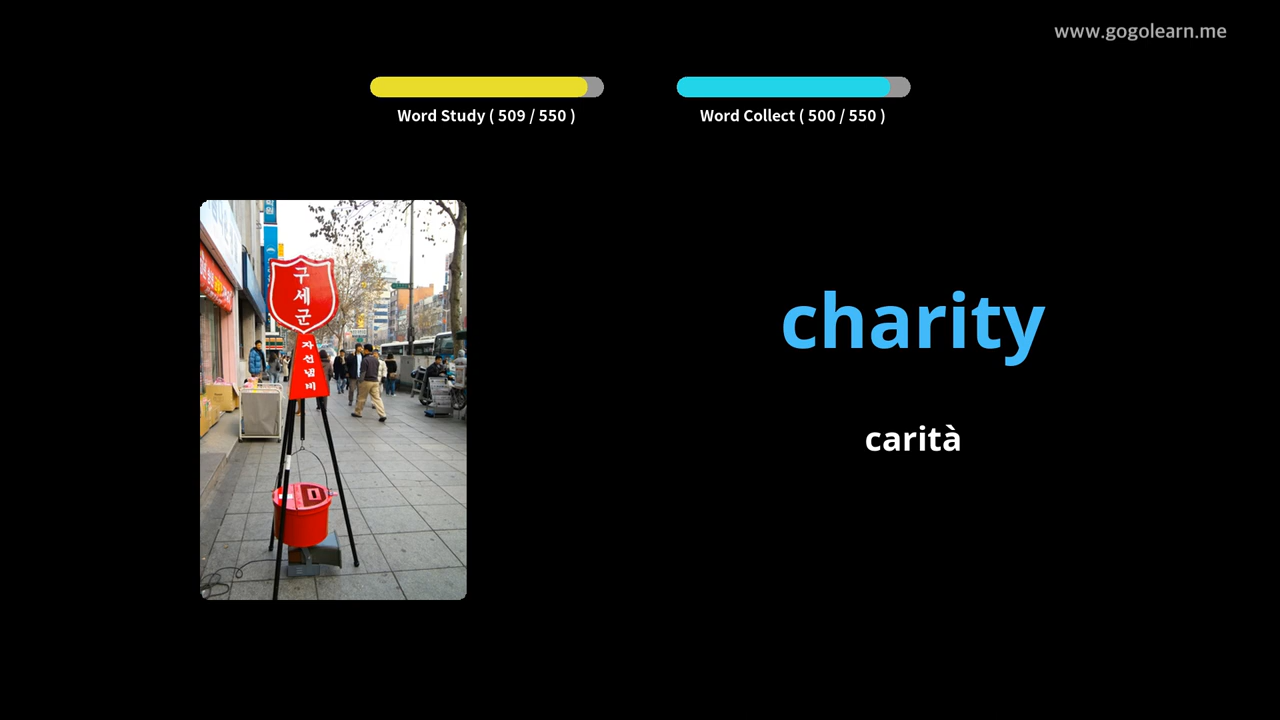 www.gogolearn.me
Word Study ( 509 / 550 )
Word Collect ( 500 / 550 )
구세군
자선냄비
charity
carità